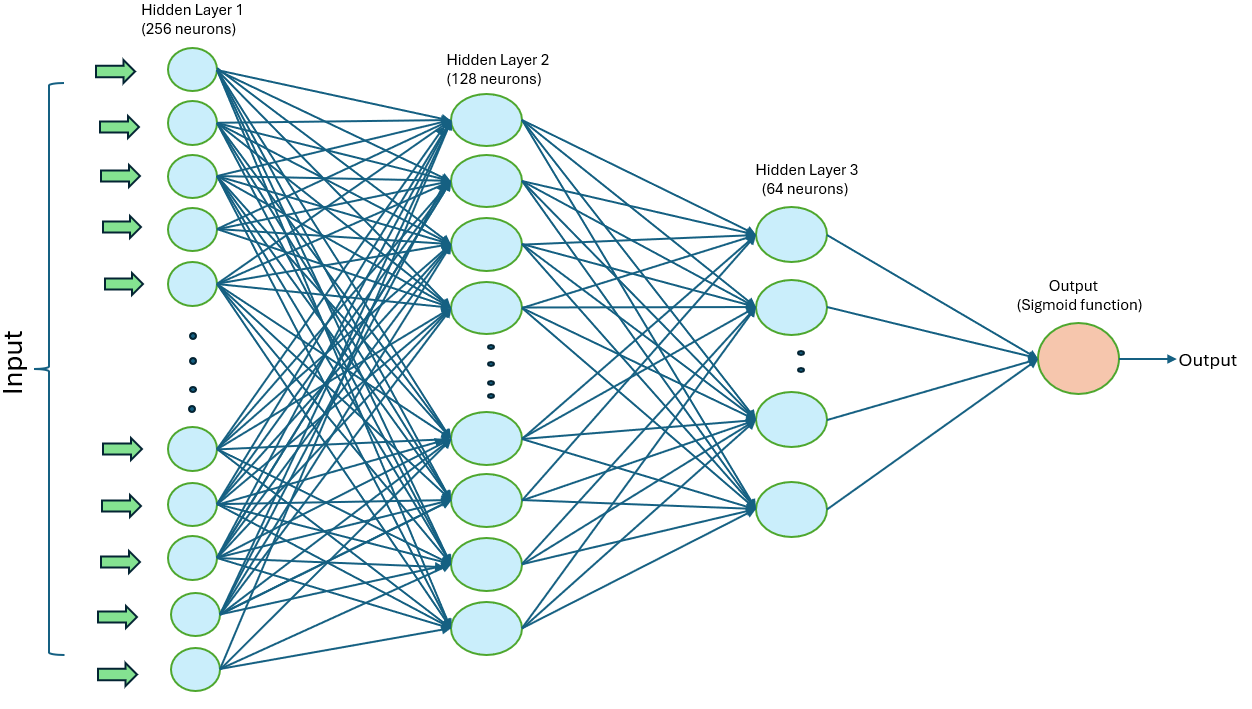 Hidden Layer 1
(256 neurons)
Hidden Layer 2
(128 neurons)
Hidden Layer 3
(64 neurons)
Output
(Sigmoid function)
Input
Output